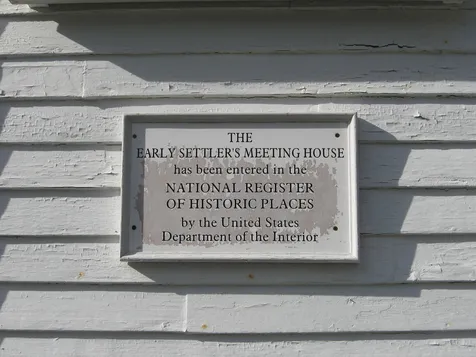 THE
EARLY SETTLER'S MEETING HOUSE
has been entered in the
NATIONAL REGISTER
OF HISTORIC PLACES
by the United States
Department of the Interior